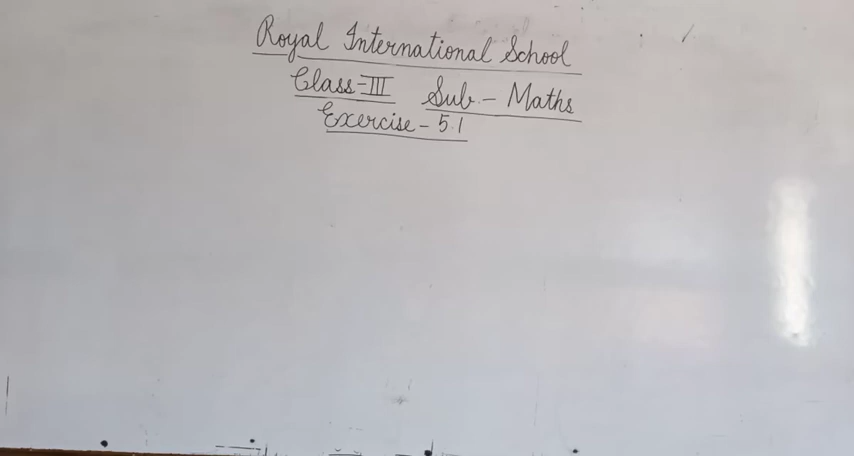 Royal International School
Class-III Sub.- Maths
Exercise - 5.1